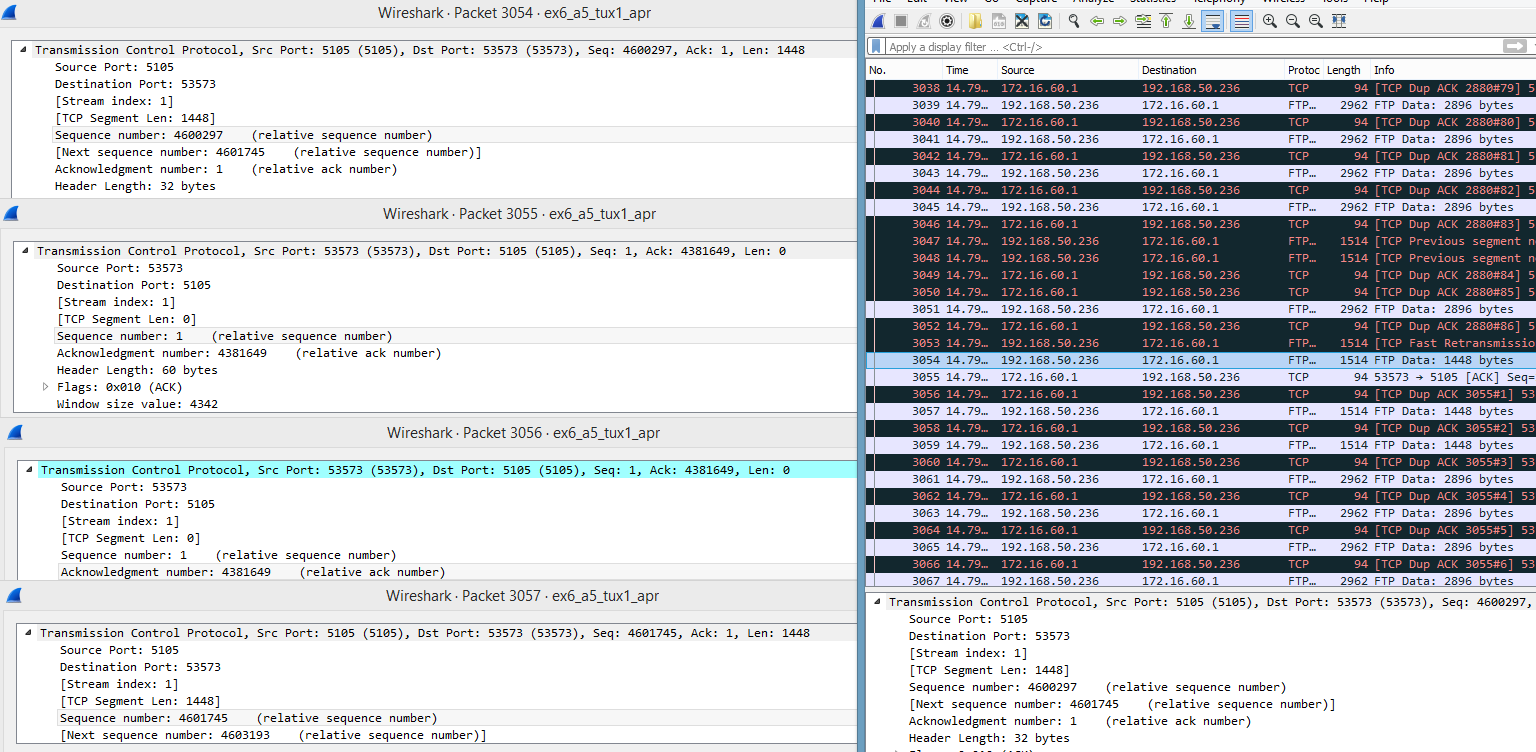 Wireshark · Packet 3054 · ex6_a5_tux1_apr
Transmission Control Protocol, Src Port: 5105 (5105), Dst Port: 53573 (53573), Seq: 4600297, Ack: 1, Len: 1448
Source Port: 5105
Destination Port: 53573
[Stream index: 1]
[TCP Segment Len: 1448]
Sequence number: 4600297    (relative sequence number)
[Next sequence number: 4601745    (relative sequence number)]
Acknowledgment number: 1    (relative ack number)
Header Length: 32 bytes
Wireshark · Packet 3055 · ex6_a5_tux1_apr
Transmission Control Protocol, Src Port: 53573 (53573), Dst Port: 5105 (5105), Seq: 1, Ack: 4381649, Len: 0
Source Port: 53573
Destination Port: 5105
[Stream index: 1]
[TCP Segment Len: 0]
Sequence number: 1    (relative sequence number)
Acknowledgment number: 4381649    (relative ack number)
Header Length: 60 bytes
Flags: 0x010 (ACK)
Window size value: 4342
Wireshark · Packet 3056 · ex6_a5_tux1_apr
Transmission Control Protocol, Src Port: 53573 (53573), Dst Port: 5105 (5105), Seq: 1, Ack: 4381649, Len: 0
Source Port: 53573
Destination Port: 5105
[Stream index: 1]
[TCP Segment Len: 0]
Sequence number: 1    (relative sequence number)
Acknowledgment number: 4381649    (relative ack number)
Wireshark · Packet 3057 · ex6_a5_tux1_apr
Transmission Control Protocol, Src Port: 5105 (5105), Dst Port: 53573 (53573), Seq: 4601745, Ack: 1, Len: 1448
Source Port: 5105
Destination Port: 53573
[Stream index: 1]
[TCP Segment Len: 1448]
Sequence number: 4601745    (relative sequence number)
[Next sequence number: 4603193    (relative sequence number)]
Apply a display filter ... <Ctrl-/>
No. Time Source Destination Protoc Length Info
3038 14.79… 172.16.60.1 192.168.50.236 TCP 94 [TCP Dup ACK 2880#79] 5
3039 14.79… 192.168.50.236 172.16.60.1 FTP… 2962 FTP Data: 2896 bytes
3040 14.79… 172.16.60.1 192.168.50.236 TCP 94 [TCP Dup ACK 2880#80] 5
3041 14.79… 192.168.50.236 172.16.60.1 FTP… 2962 FTP Data: 2896 bytes
3042 14.79… 172.16.60.1 192.168.50.236 TCP 94 [TCP Dup ACK 2880#81] 5
3043 14.79… 192.168.50.236 172.16.60.1 FTP… 2962 FTP Data: 2896 bytes
3044 14.79… 172.16.60.1 192.168.50.236 TCP 94 [TCP Dup ACK 2880#82] 5
3045 14.79… 192.168.50.236 172.16.60.1 FTP… 2962 FTP Data: 2896 bytes
3046 14.79… 172.16.60.1 192.168.50.236 TCP 94 [TCP Dup ACK 2880#83] 5
3047 14.79… 192.168.50.236 172.16.60.1 FTP… 1514 [TCP Previous segment n
3048 14.79… 192.168.50.236 172.16.60.1 FTP… 1514 [TCP Previous segment n
3049 14.79… 172.16.60.1 192.168.50.236 TCP 94 [TCP Dup ACK 2880#84] 5
3050 14.79… 172.16.60.1 192.168.50.236 TCP 94 [TCP Dup ACK 2880#85] 5
3051 14.79… 192.168.50.236 172.16.60.1 FTP… 2962 FTP Data: 2896 bytes
3052 14.79… 172.16.60.1 192.168.50.236 TCP 94 [TCP Dup ACK 2880#86] 5
3053 14.79… 192.168.50.236 172.16.60.1 FTP… 1514 [TCP Fast Retransmissio
3054 14.79… 192.168.50.236 172.16.60.1 FTP… 1514 FTP Data: 1448 bytes
3055 14.79… 172.16.60.1 192.168.50.236 TCP 94 53573 → 5105 [ACK] Seq=
3056 14.79… 172.16.60.1 192.168.50.236 TCP 94 [TCP Dup ACK 3055#1] 53
3057 14.79… 192.168.50.236 172.16.60.1 FTP… 1514 FTP Data: 1448 bytes
3058 14.79… 172.16.60.1 192.168.50.236 TCP 94 [TCP Dup ACK 3055#2] 53
3059 14.79… 192.168.50.236 172.16.60.1 FTP… 1514 FTP Data: 1448 bytes
3060 14.79… 172.16.60.1 192.168.50.236 TCP 94 [TCP Dup ACK 3055#3] 53
3061 14.79… 192.168.50.236 172.16.60.1 FTP… 2962 FTP Data: 2896 bytes
3062 14.79… 172.16.60.1 192.168.50.236 TCP 94 [TCP Dup ACK 3055#4] 53
3063 14.79… 192.168.50.236 172.16.60.1 FTP… 2962 FTP Data: 2896 bytes
3064 14.79… 172.16.60.1 192.168.50.236 TCP 94 [TCP Dup ACK 3055#5] 53
3065 14.79… 192.168.50.236 172.16.60.1 FTP… 2962 FTP Data: 2896 bytes
3066 14.79… 172.16.60.1 192.168.50.236 TCP 94 [TCP Dup ACK 3055#6] 53
3067 14.79… 192.168.50.236 172.16.60.1 FTP… 2962 FTP Data: 2896 bytes
Transmission Control Protocol, Src Port: 5105 (5105), Dst Port: 53573 (53573), Seq: 4600297,
Source Port: 5105
Destination Port: 53573
[Stream index: 1]
[TCP Segment Len: 1448]
Sequence number: 4600297    (relative sequence number)
[Next sequence number: 4601745    (relative sequence number)]
Acknowledgment number: 1    (relative ack number)
Header Length: 32 bytes